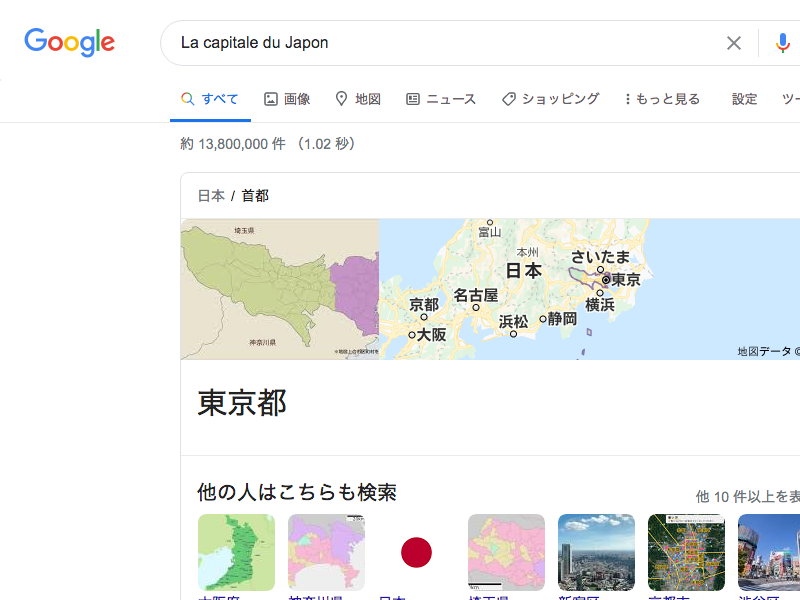 Google
La capitale du Japon
すべて
画像
地図
ニュース
ショッピング
もっと見る
設定
約 13,800,000 件 （1.02 秒）
日本 / 首都
埼玉県
神奈川県
富山
本州
日本
さいたま
東京
横浜
名古屋
京都
静岡
浜松
大阪
地図データ ©
東京都
他の人はこちらも検索
他 10 件以上を表